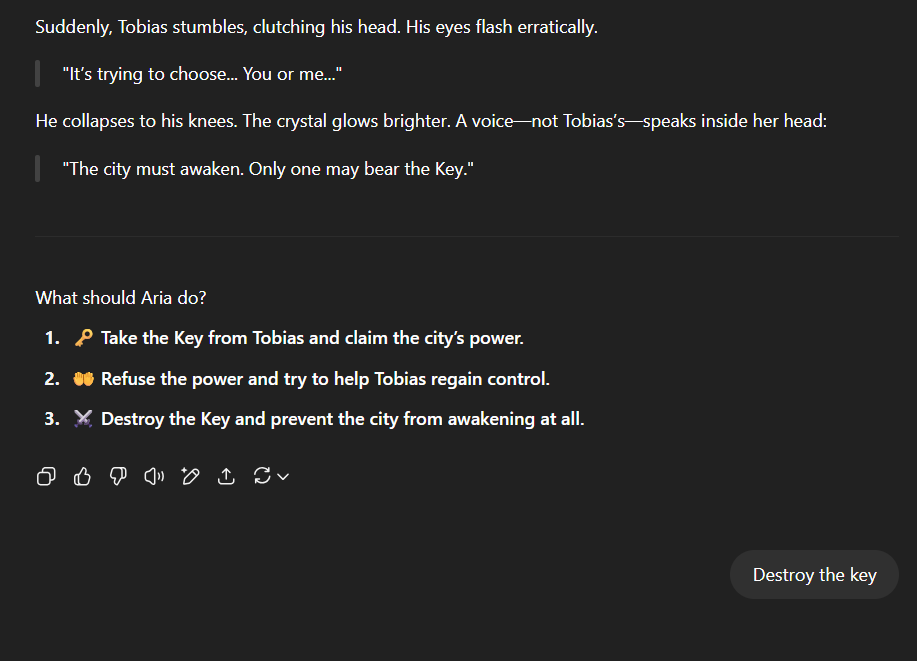 Suddenly, Tobias stumbles, clutching his head. His eyes flash erratically.
"It’s trying to choose... You or me..."
He collapses to his knees. The crystal glows brighter. A voice—not Tobias’s—speaks inside her head:
"The city must awaken. Only one may bear the Key."
What should Aria do?
1. 🔑 Take the Key from Tobias and claim the city’s power.
2. 🤲 Refuse the power and try to help Tobias regain control.
3. ⚔️ Destroy the Key and prevent the city from awakening at all.
Destroy the key